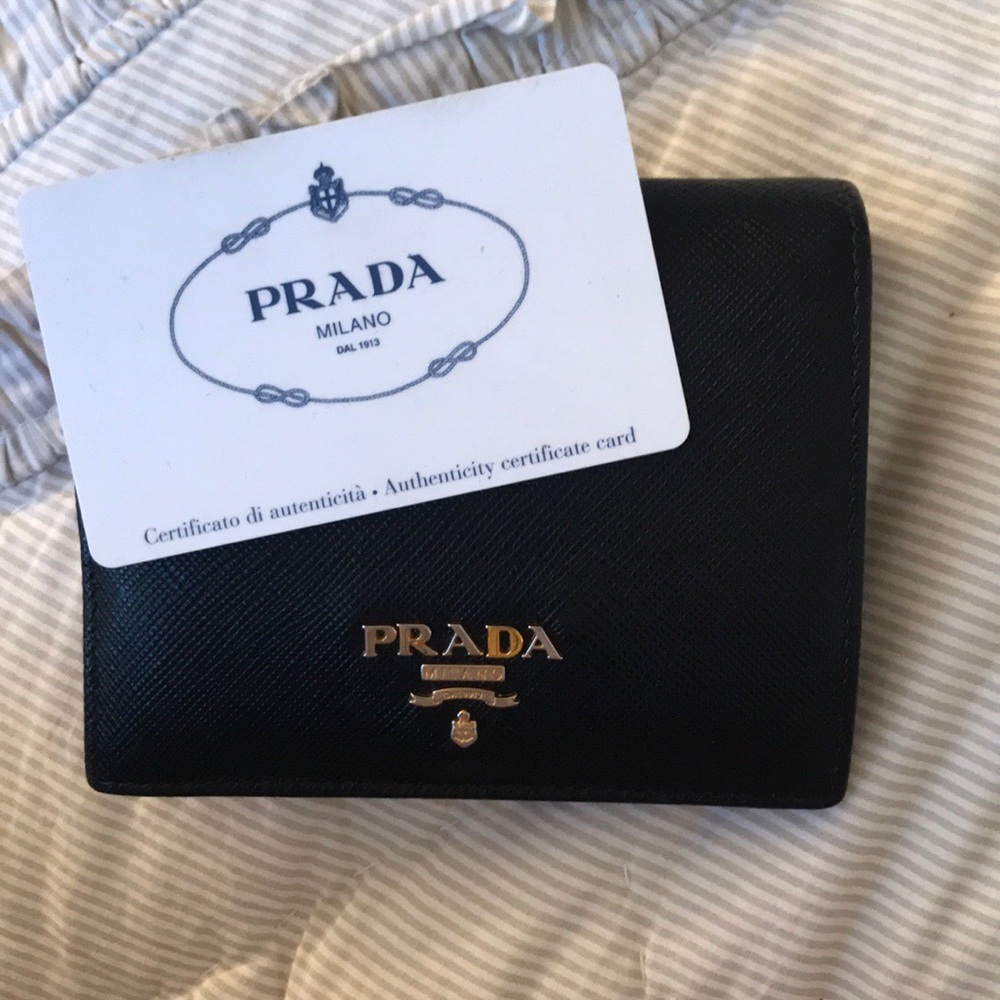 PRADA
MILANO
DAL 1913
Certificato di autenticità • Authenticity certificate card
PRADA
MILANO